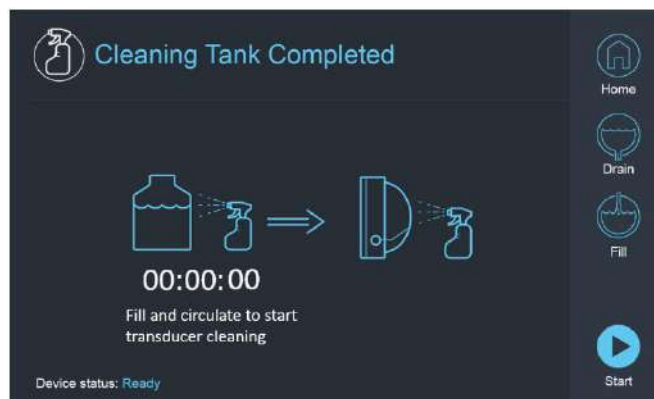 Cleaning Tank Completed
Home
Drain
Fill
00:00:00
Fill and circulate to start
transducer cleaning
Device status: Ready
Start